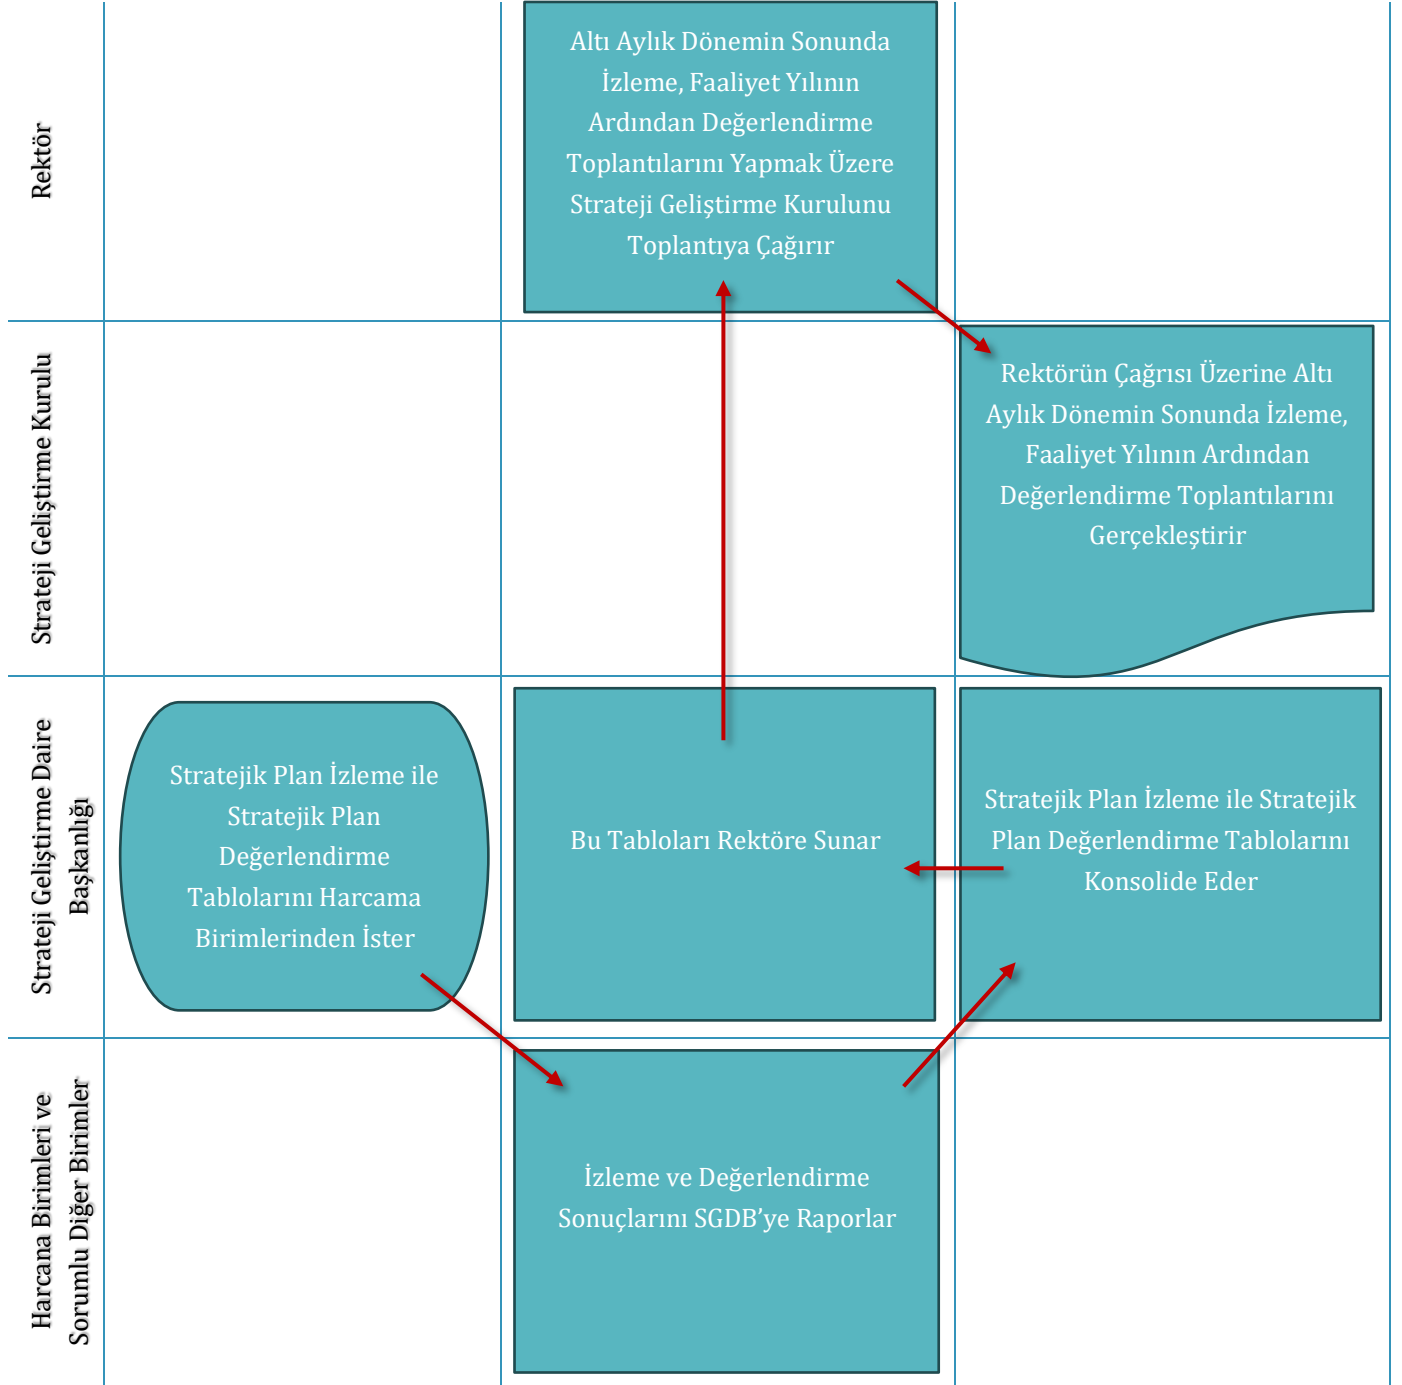 Rektör
Altı Aylık Dönemin Sonunda
İzleme, Faaliyet Yılının
Ardından Değerlendirme
Toplantılarını Yapmak Üzere
Strateji Geliştirme Kurulunu
Toplantıya Çağırır
Strateji Geliştirme Kurulu
Rektörün Çağrısı Üzerine Altı
Aylık Dönemin Sonunda İzleme,
Faaliyet Yılının Ardından
Değerlendirme Toplantılarını
Gerçekleştirir
Strateji Geliştirme Daire
Başkanlığı
Stratejik Plan İzleme ile
Stratejik Plan
Değerlendirme
Tablolarını Harcama
Birimlerinden İster
Bu Tabloları Rektöre Sunar
Stratejik Plan İzleme ile Stratejik
Plan Değerlendirme Tablolarını
Konsolide Eder
Harcana Birimleri ve
Sorumlu Diğer Birimler
İzleme ve Değerlendirme
Sonuçlarını SGDB’ye Raporlar